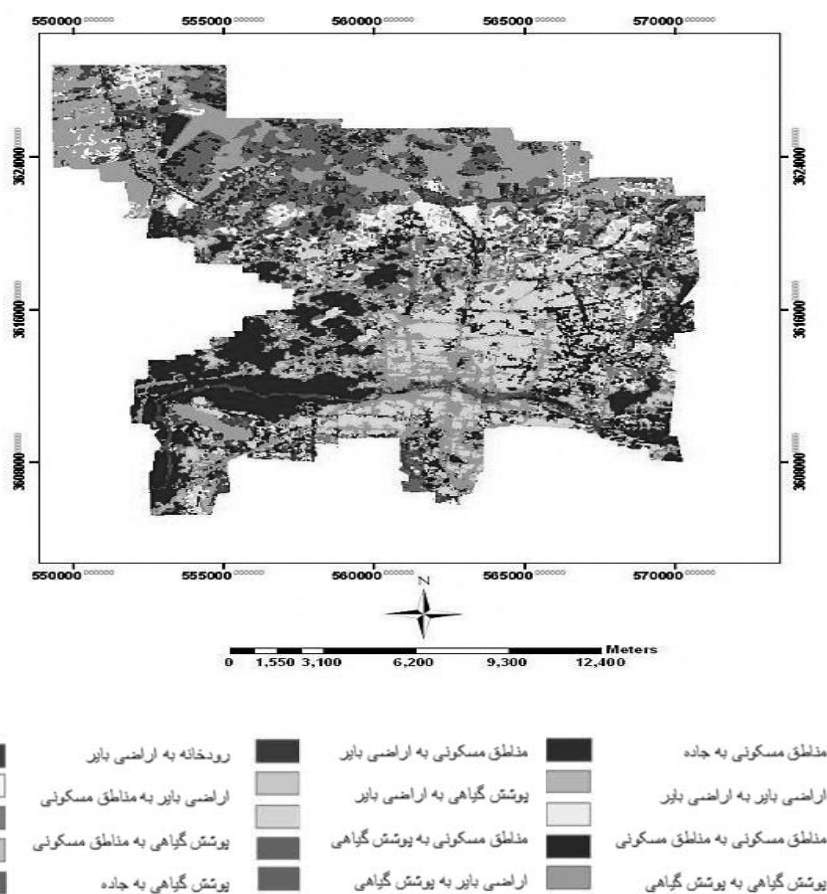 550000 555000 560000 565000 570000
3624000 3624000
3616000 3616000
3608000 3608000
550000 555000 560000 565000 570000
N
Meters
0 1,550 3,100 6,200 9,300 12,400
مناطق مسکونی به جاده
مناطق مسکونی به اراضی بایر
رودخانه به اراضی بایر
اراضی بایر به اراضی بایر
پوشش گیاهی به اراضی بایر
اراضی بایر به مناطق مسکونی
مناطق مسکونی به مناطق مسکونی
مناطق مسکونی به پوشش گیاهی
پوشش گیاهی به مناطق مسکونی
پوشش گیاهی به پوشش گیاهی
اراضی بایر به پوشش گیاهی
پوشش گیاهی به جاده